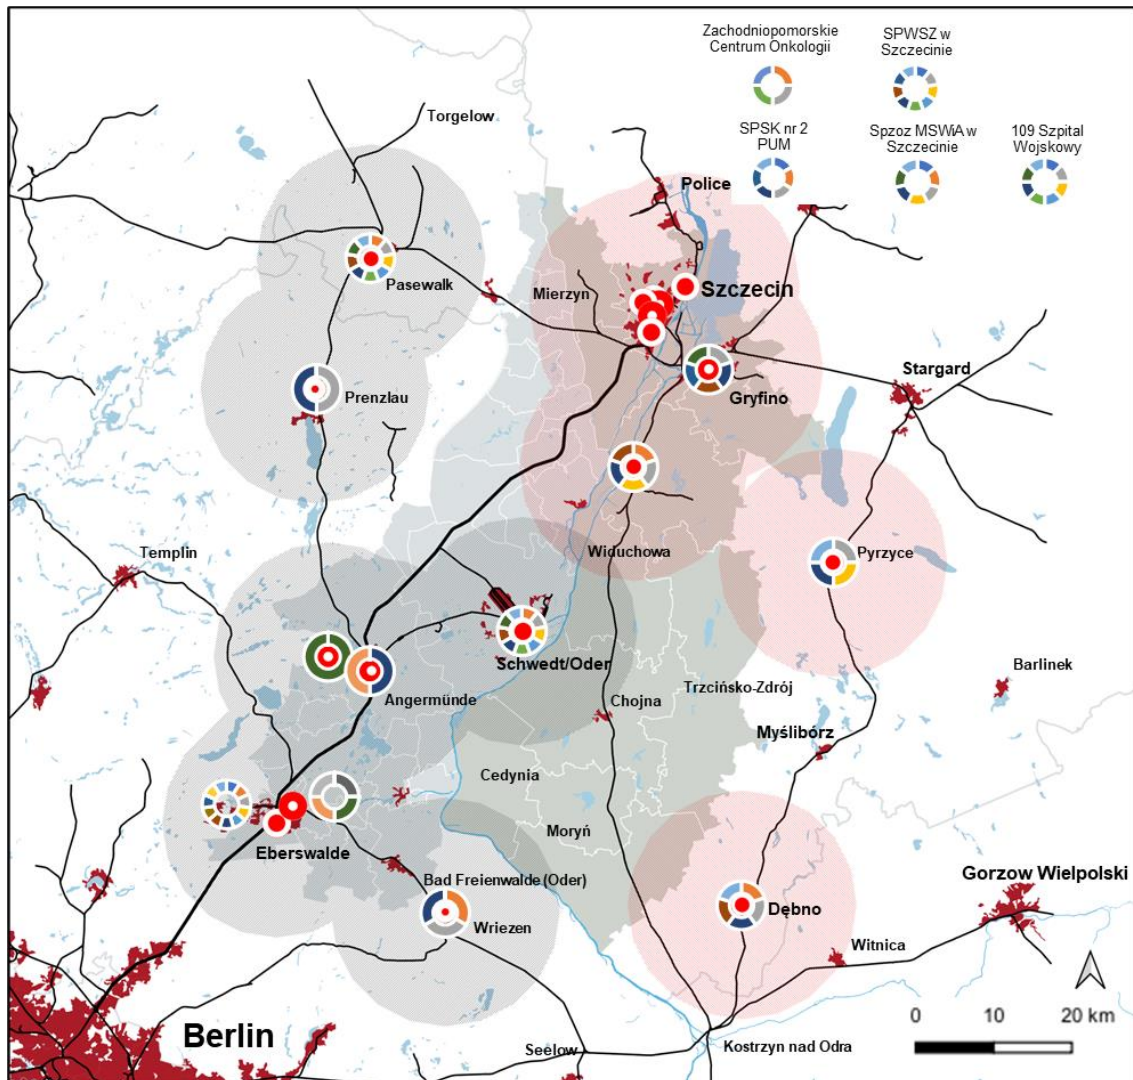 Zachodniopomorskie
Centrum Onkologii
SPWSZ w
Szczecinie
SPSK nr 2
PUM
Spzoz MSWiA w
Szczecinie
109 Szpital
Wojskowy
Torgelow
Police
Pasewalk
Mierzyn
Szczecin
Stargard
Prenzlau
Gryfino
Templin
Widuchowa
Pyrzyce
Schwedt/Oder
Barlinek
Angermünde
Chojna
Trzcińsko-Zdrój
Myślibórz
Cedynia
Moryń
Eberswalde
Bad Freienwalde (Oder)
Gorzow Wielpolski
Wriezen
Dębno
Witnica
Berlin
0 10 20 km
Seelow
Kostrzyn nad Odra